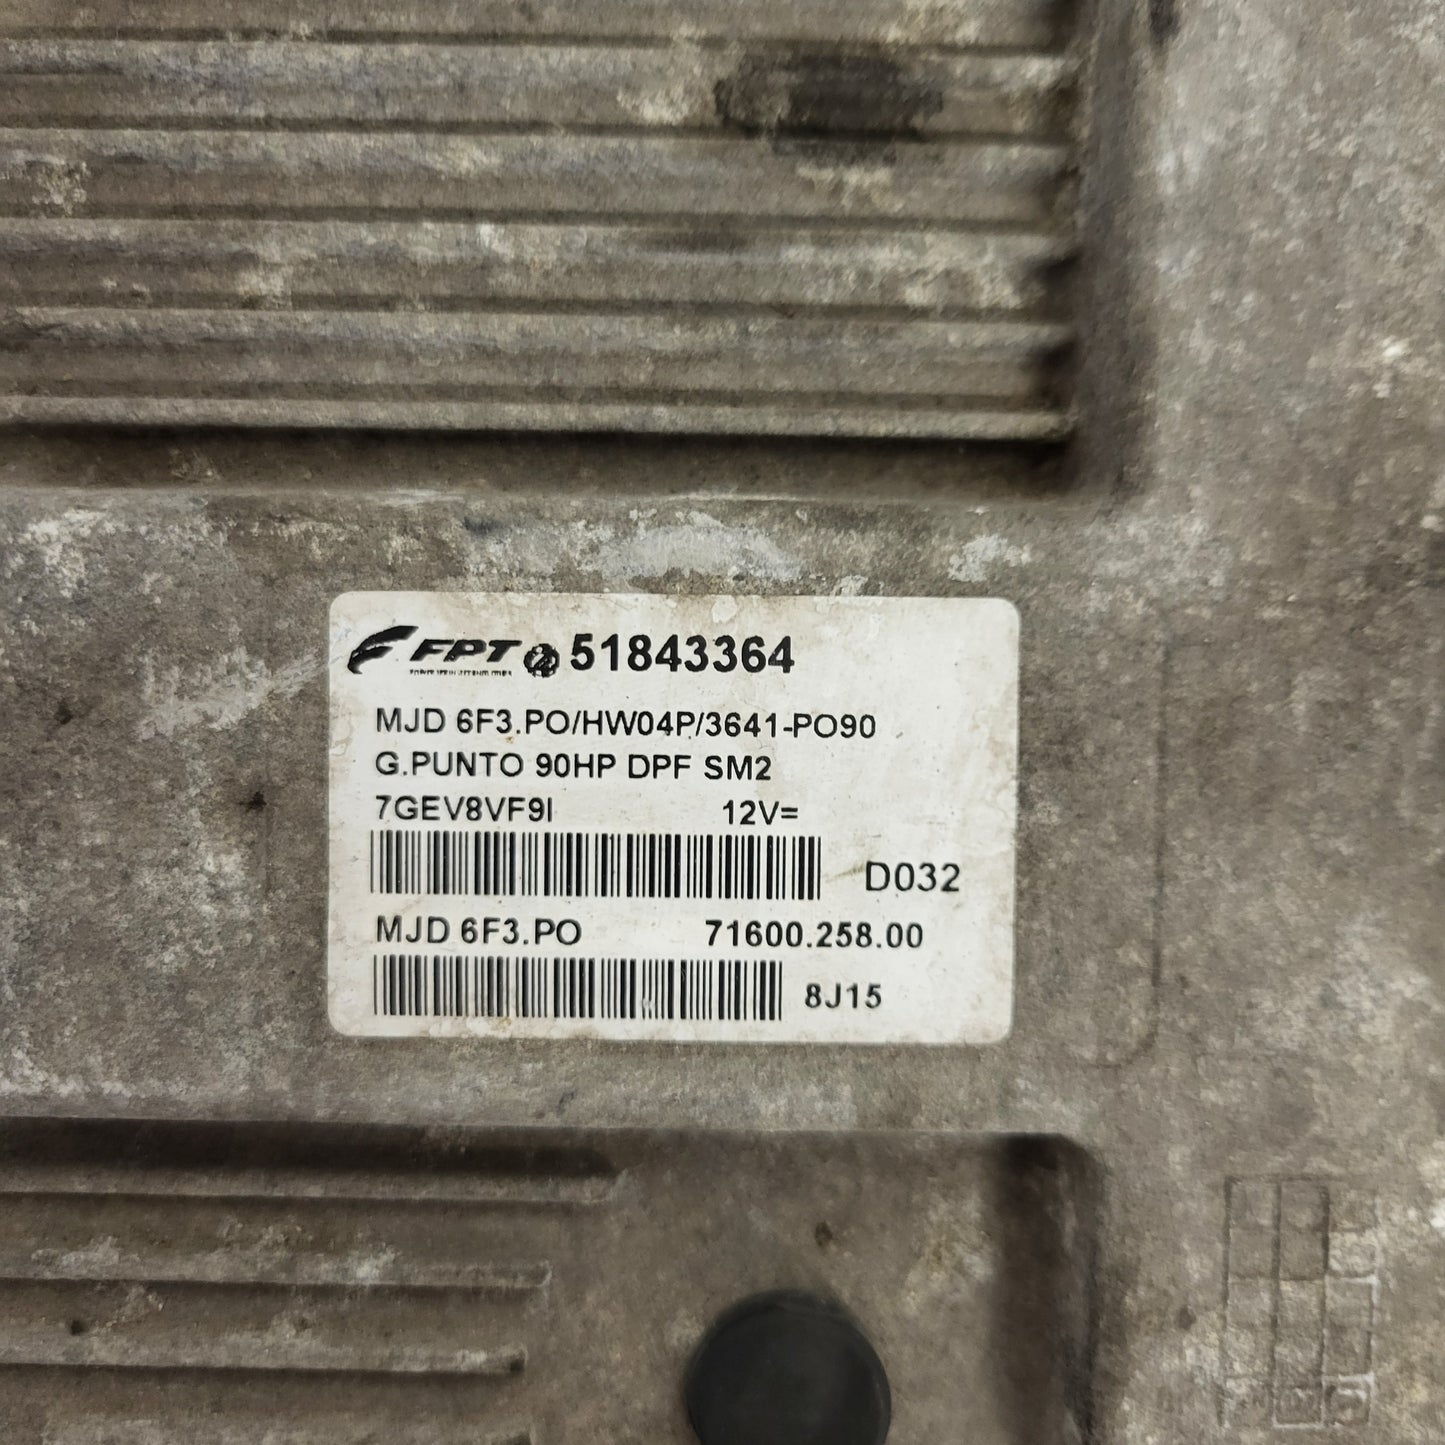 FPT 51843364
MJD 6F3.PO/HW04P/3641-PO90
G.PUNTO 90HP DPF SM2
7GEV8VF9I 12V=
D032
MJD 6F3.PO 71600.258.00
8J15